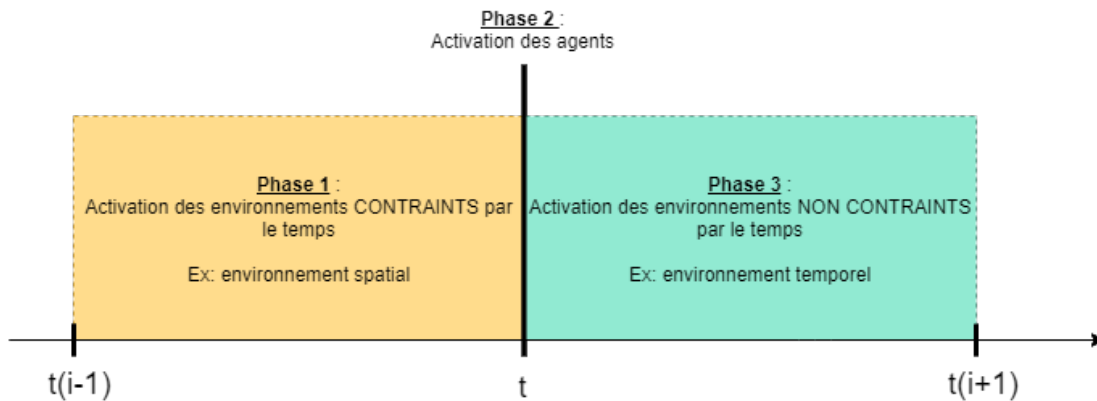 Phase 2 :
Activation des agents
Phase 1 :
Activation des environnements CONTRAINTS par
le temps
Ex: environnement spatial
Phase 3 :
Activation des environnements NON CONTRAINTS
par le temps
Ex: environnement temporel
t(i-1)
t
t(i+1)